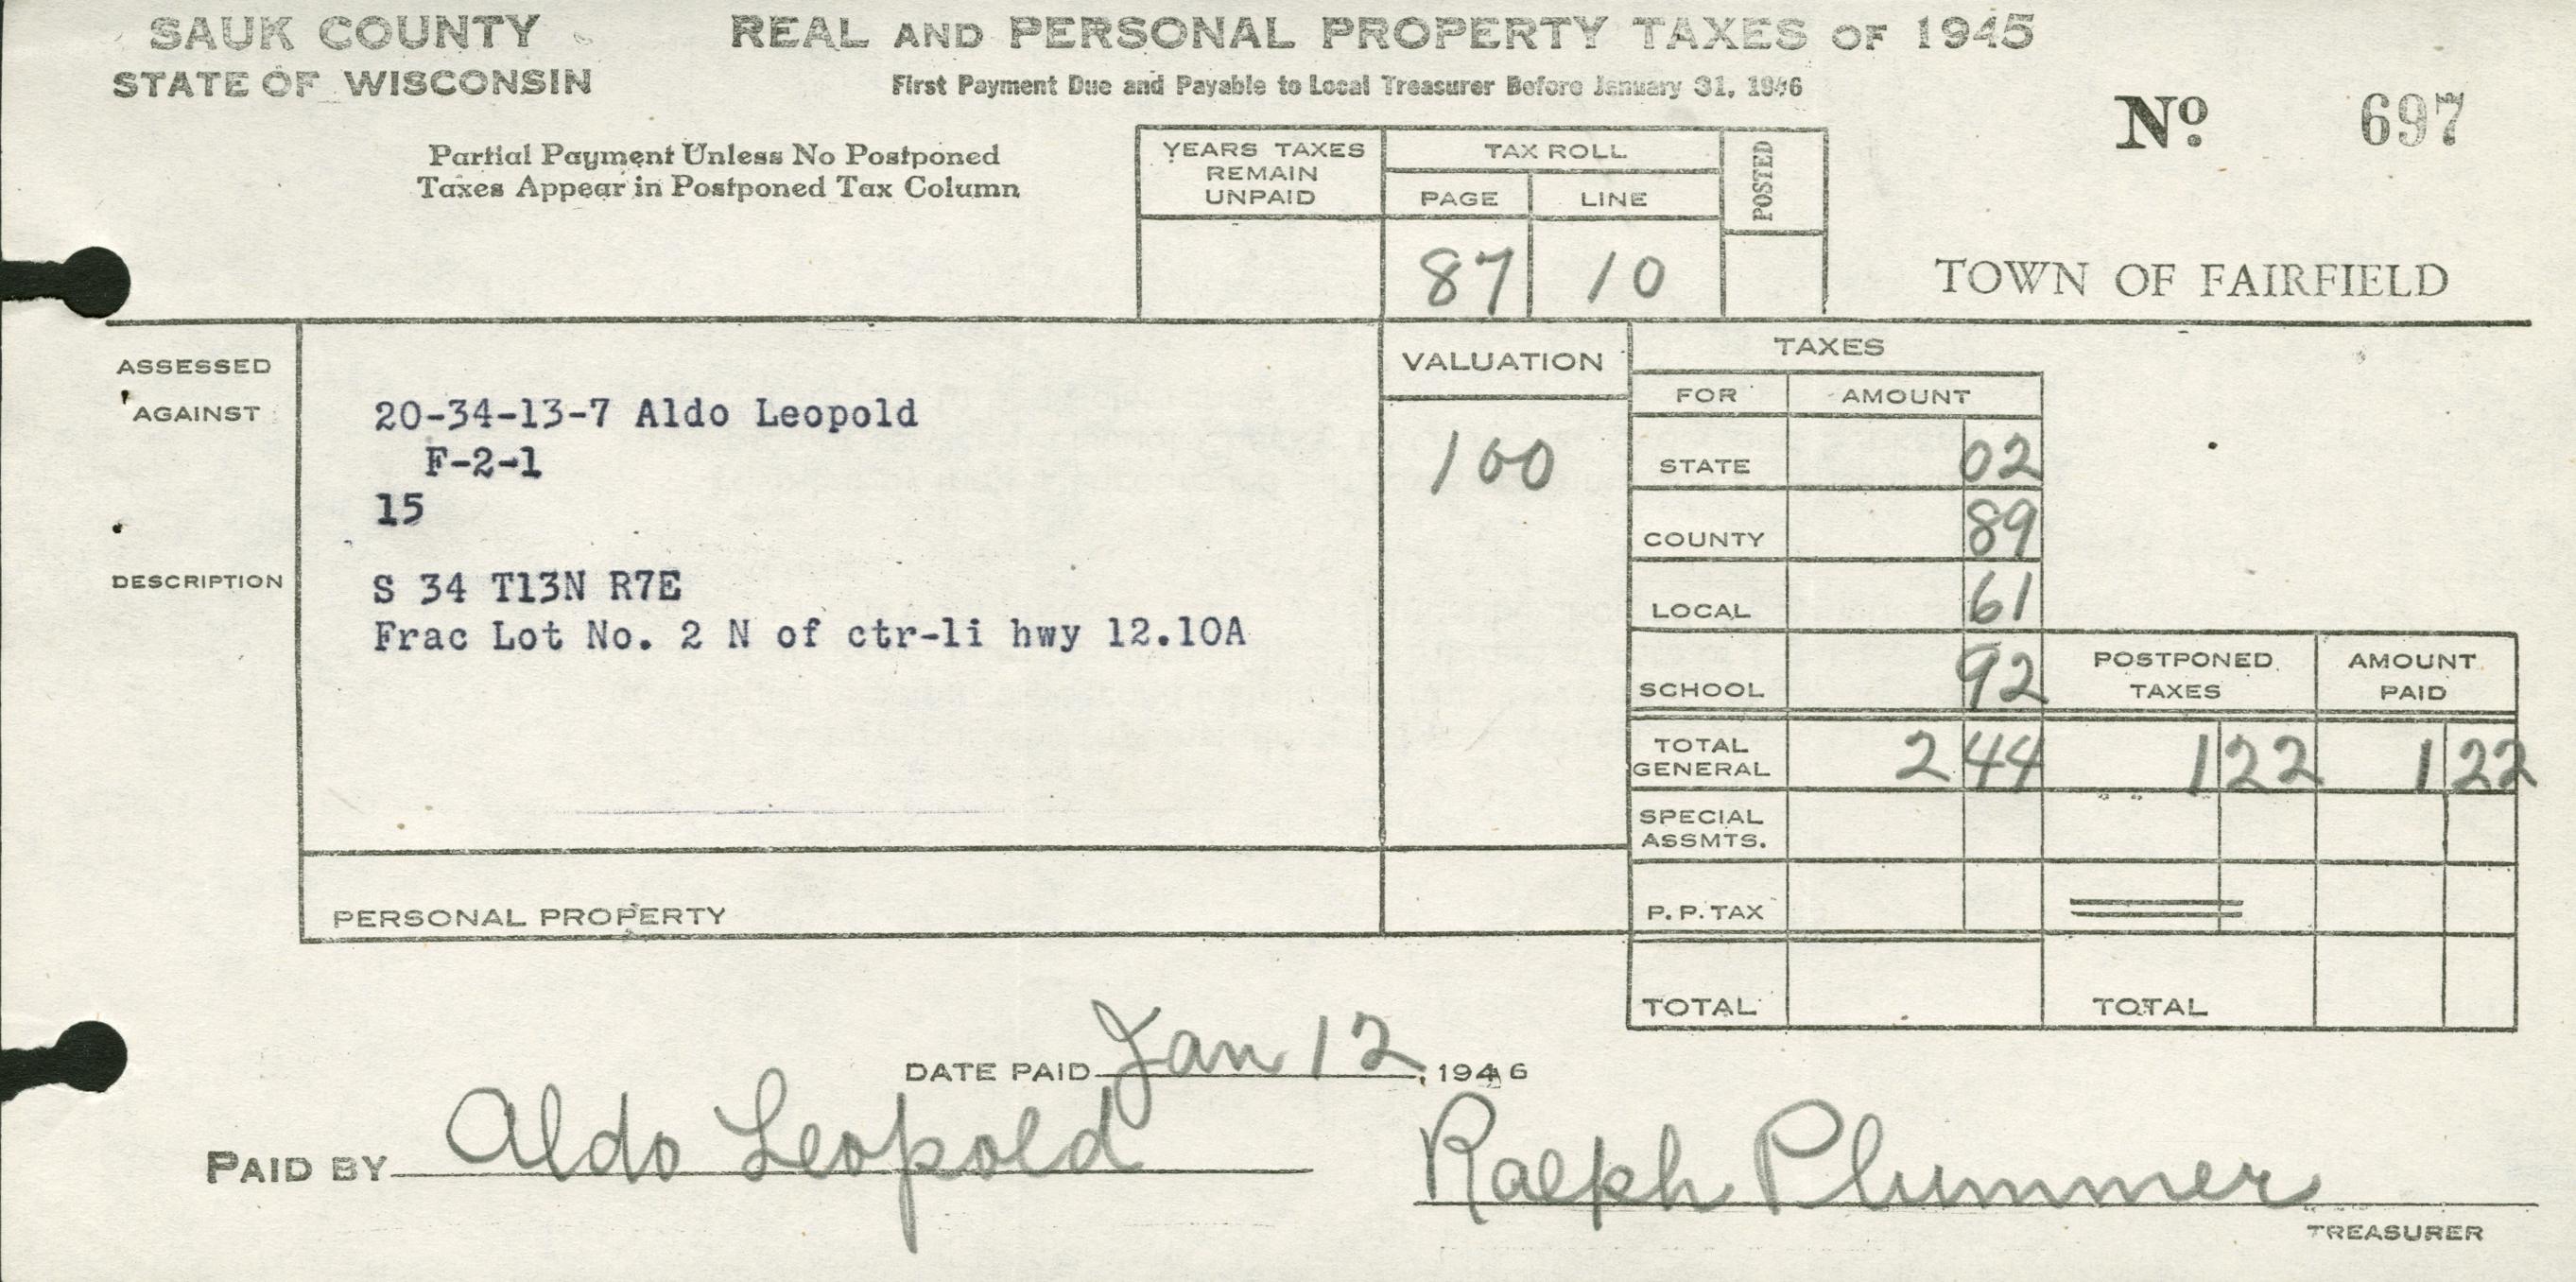 SAUK COUNTY
STATE OF WISCONSIN
REAL AND PERSONAL PROPERTY TAXES OF 1945
First Payment Due and Payable to Local Treasurer Before January 31, 1946
Partial Payment Unless No Postponed
Taxes Appear in Postponed Tax Column
YEARS TAXES
REMAIN
UNPAID
TAX ROLL
PAGE LINE
POSTED
87 10
No. 697
TOWN OF FAIRFIELD
ASSESSED
AGAINST
20-34-13-7 Aldo Leopold
F-2-1
15
DESCRIPTION
S 34 T13N R7E
Frac Lot No. 2 N of ctr-li hwy 12.10A
PERSONAL PROPERTY
VALUATION
100
TAXES
FOR AMOUNT
STATE 02
COUNTY 89
LOCAL 61
SCHOOL 92
POSTPONED
TAXES
AMOUNT
PAID
TOTAL
GENERAL 2 44 1 22 1 22
SPECIAL
ASSMTS.
P. P. TAX
TOTAL TOTAL
DATE PAID Jan 12, 1946
PAID BY Aldo Leopold
Ralph Plummer
TREASURER